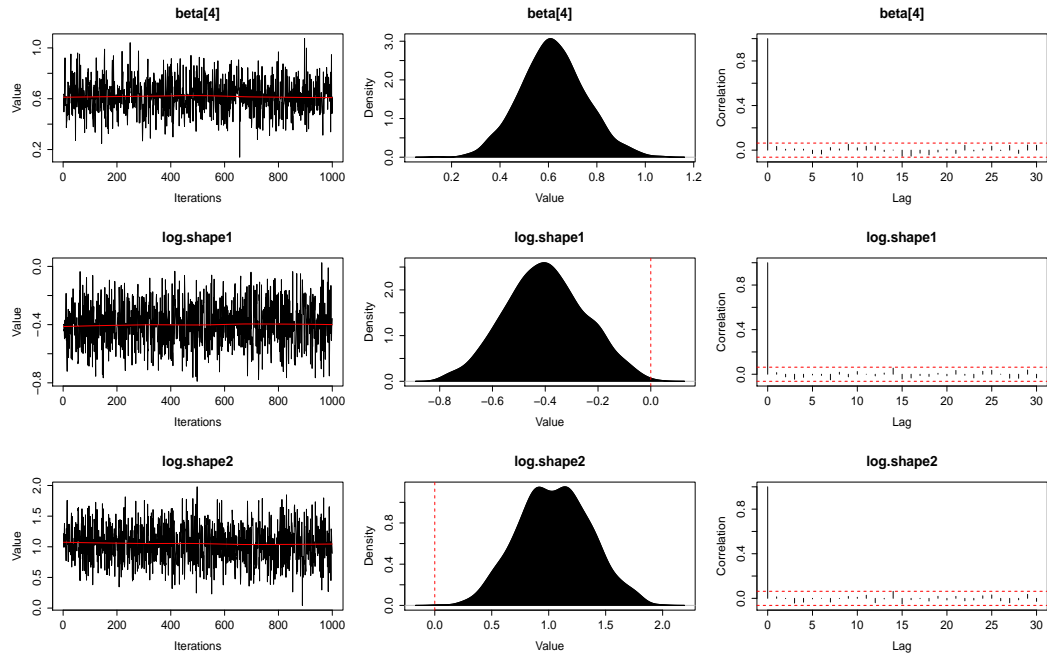 beta[4]
Value
0.2 0.6 1.0
0 200 400 600 800 1000
Iterations
beta[4]
Density
0.0 1.0 2.0 3.0
0.2 0.4 0.6 0.8 1.0 1.2
Value
beta[4]
Correlation
0.0 0.4 0.8
0 5 10 15 20 25 30
Lag
log.shape1
Value
−0.8 −0.4 0.0
0 200 400 600 800 1000
Iterations
log.shape1
Density
0.0 1.0 2.0
−0.8 −0.6 −0.4 −0.2 0.0
Value
log.shape1
Correlation
0.0 0.4 0.8
0 5 10 15 20 25 30
Lag
log.shape2
Value
0.0 0.5 1.0 1.5 2.0
0 200 400 600 800 1000
Iterations
log.shape2
Density
0.0 0.4 0.8
0.0 0.5 1.0 1.5 2.0
Value
log.shape2
Correlation
0.0 0.4 0.8
0 5 10 15 20 25 30
Lag